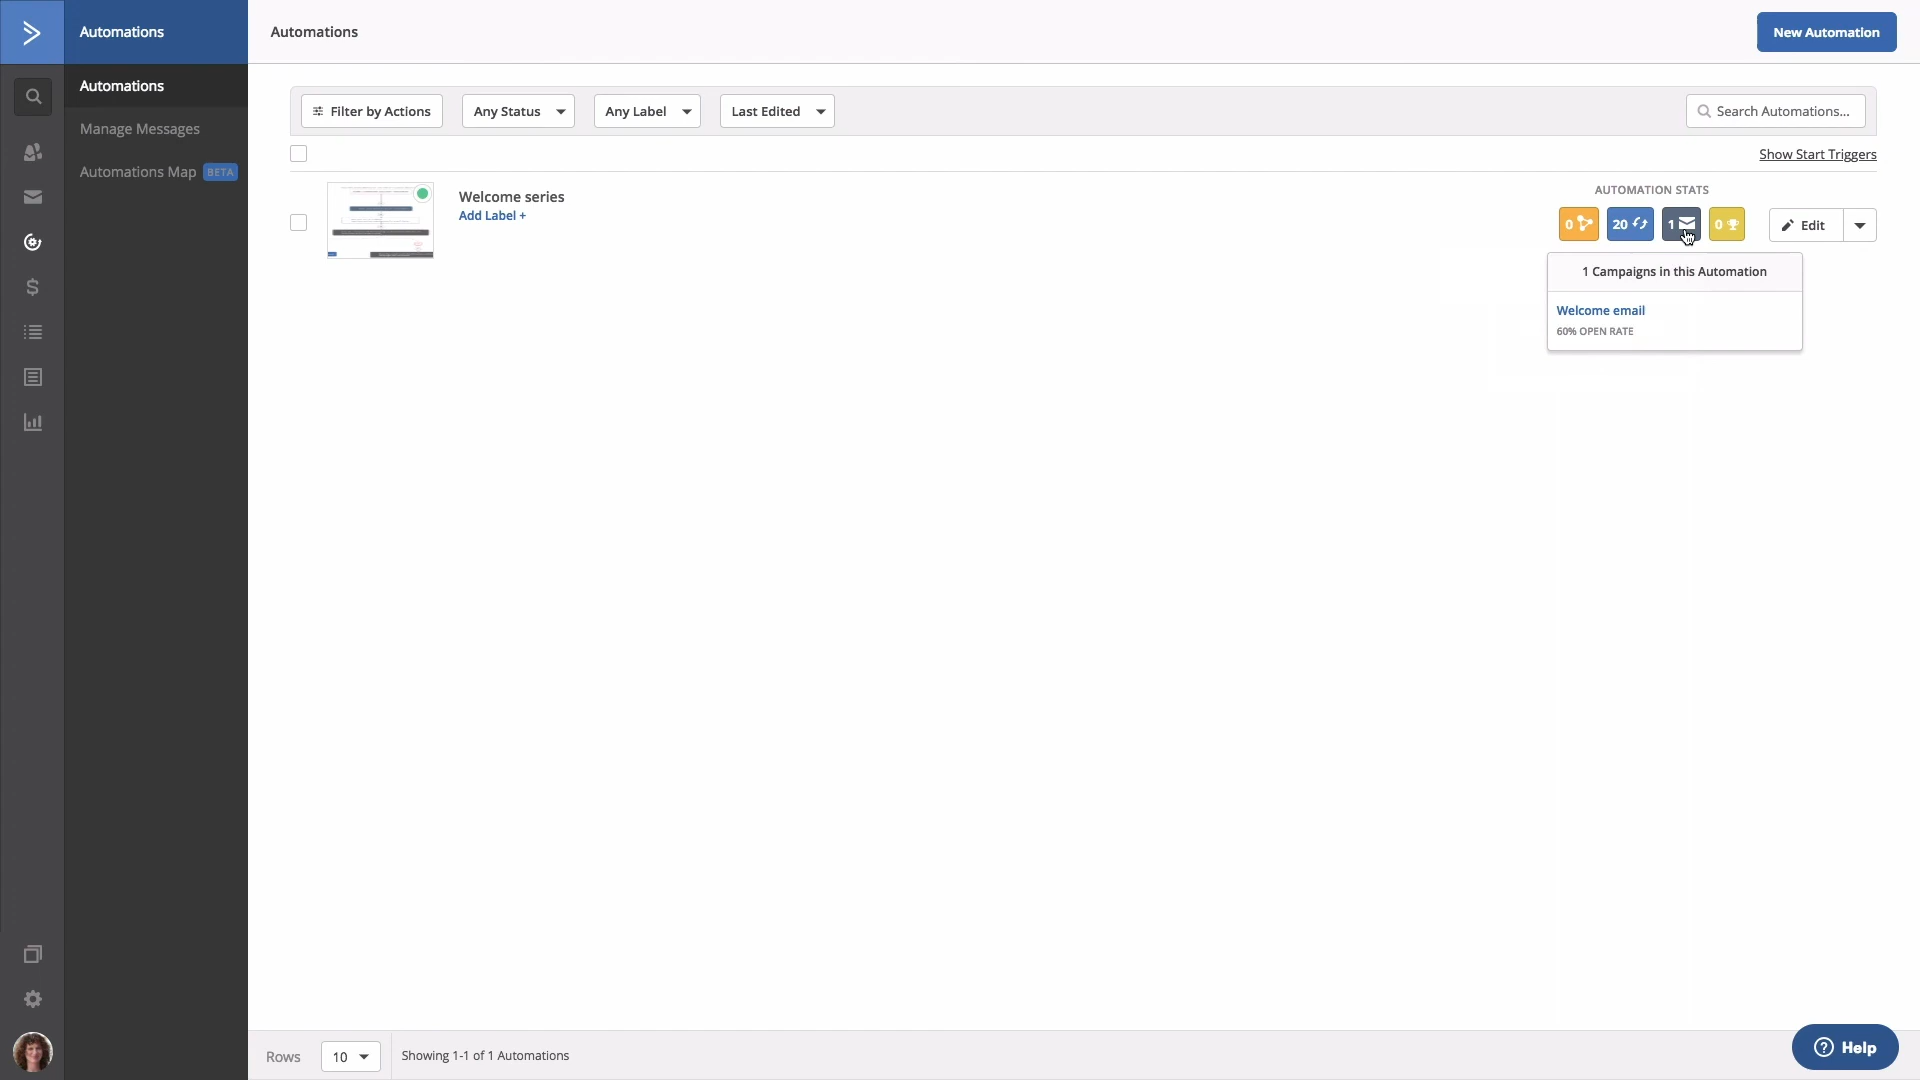 Automations
Automations
New Automation
Automations
Manage Messages
Automations Map BETA
Filter by Actions
Any Status
Any Label
Last Edited
Search Automations...
Show Start Triggers
Welcome series
Add Label +
AUTOMATION STATS
0
20
1
0
Edit
1 Campaigns in this Automation
Welcome email
60% OPEN RATE
Rows
10
Showing 1-1 of 1 Automations
Help